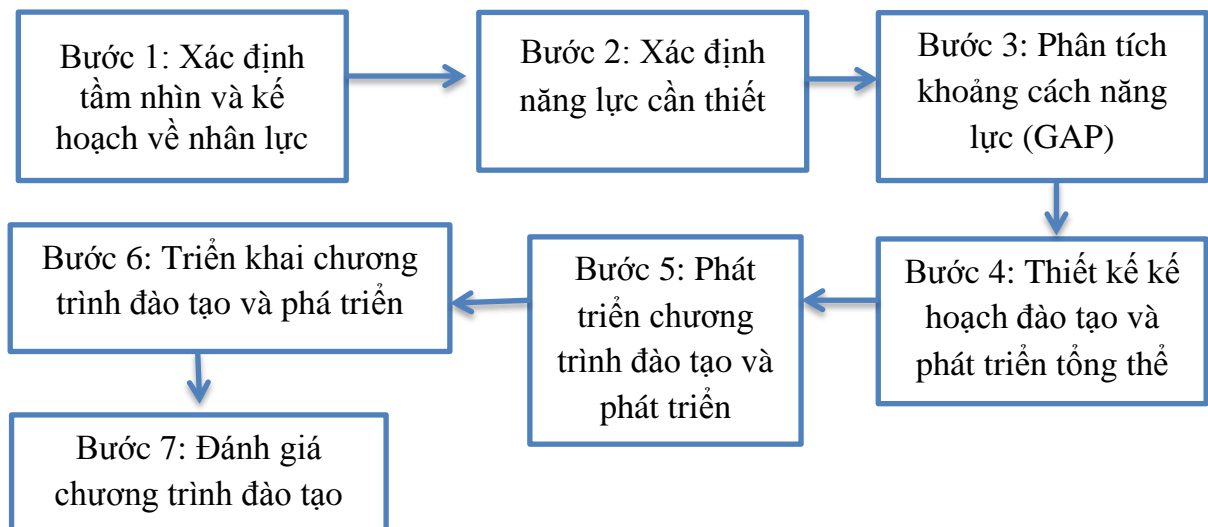 Bước 1: Xác định
tầm nhìn và kế
hoạch về nhân lực
Bước 2: Xác định
năng lực cần thiết
Bước 3: Phân tích
khoảng cách năng
lực (GAP)
Bước 4: Thiết kế kế
hoạch đào tạo và
phát triển tổng thể
Bước 5: Phát
triển chương
trình đào tạo và
phát triển
Bước 6: Triển khai chương
trình đào tạo và phá triển
Bước 7: Đánh giá
chương trình đào tạo